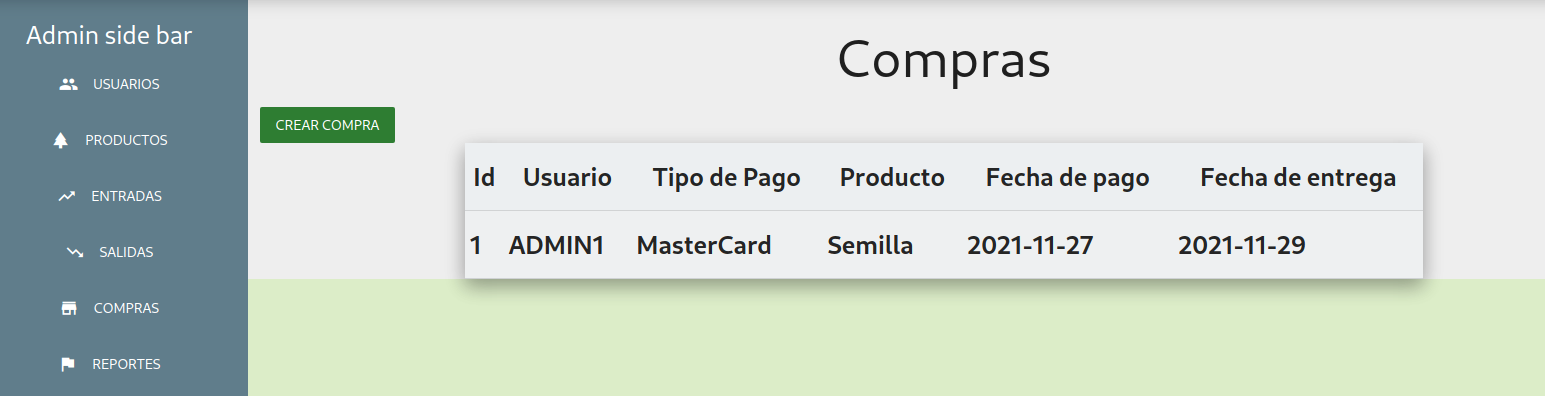 Admin side bar
USUARIOS
PRODUCTOS
ENTRADAS
SALIDAS
COMPRAS
REPORTES
Compras
CREAR COMPRA
Id Usuario Tipo de Pago Producto Fecha de pago Fecha de entrega
1 ADMIN1 MasterCard Semilla 2021-11-27 2021-11-29